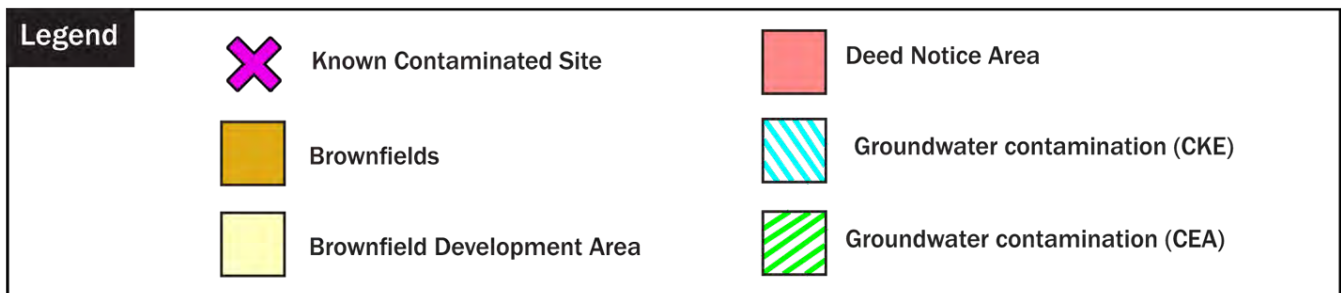 Legend
Known Contaminated Site
Brownfields
Brownfield Development Area
Deed Notice Area
Groundwater contamination (CKE)
Groundwater contamination (CEA)